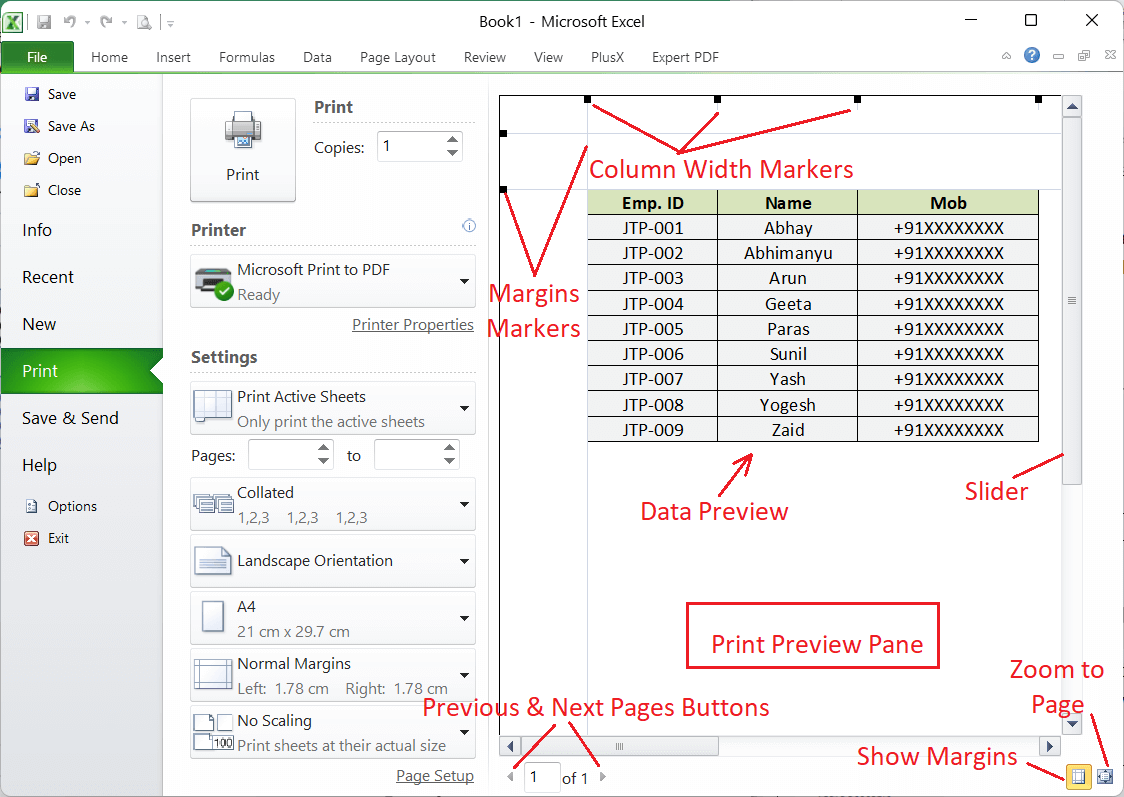 Book1 - Microsoft Excel
File Home Insert Formulas Data Page Layout Review View PlusX Expert PDF
Save
Save As
Open
Close
Info
Recent
New
Print
Save & Send
Help
Options
Exit
Print
Print
Copies: 1
Printer
Microsoft Print to PDF
Ready
Printer Properties
Settings
Print Active Sheets
Only print the active sheets
Pages: to
Collated
1,2,3 1,2,3 1,2,3
Landscape Orientation
A4
21 cm x 29.7 cm
Normal Margins
Left: 1.78 cm Right: 1.78 cm
No Scaling
100 Print sheets at their actual size
Page Setup
Column Width Markers
Margins
Markers
Emp. ID Name Mob
JTP-001 Abhay +91XXXXXXXX
JTP-002 Abhimanyu +91XXXXXXXX
JTP-003 Arun +91XXXXXXXX
JTP-004 Geeta +91XXXXXXXX
JTP-005 Paras +91XXXXXXXX
JTP-006 Sunil +91XXXXXXXX
JTP-007 Yash +91XXXXXXXX
JTP-008 Yogesh +91XXXXXXXX
JTP-009 Zaid +91XXXXXXXX
Data Preview
Slider
Print Preview Pane
Zoom to
Page
Previous & Next Pages Buttons
Show Margins
1 of 1